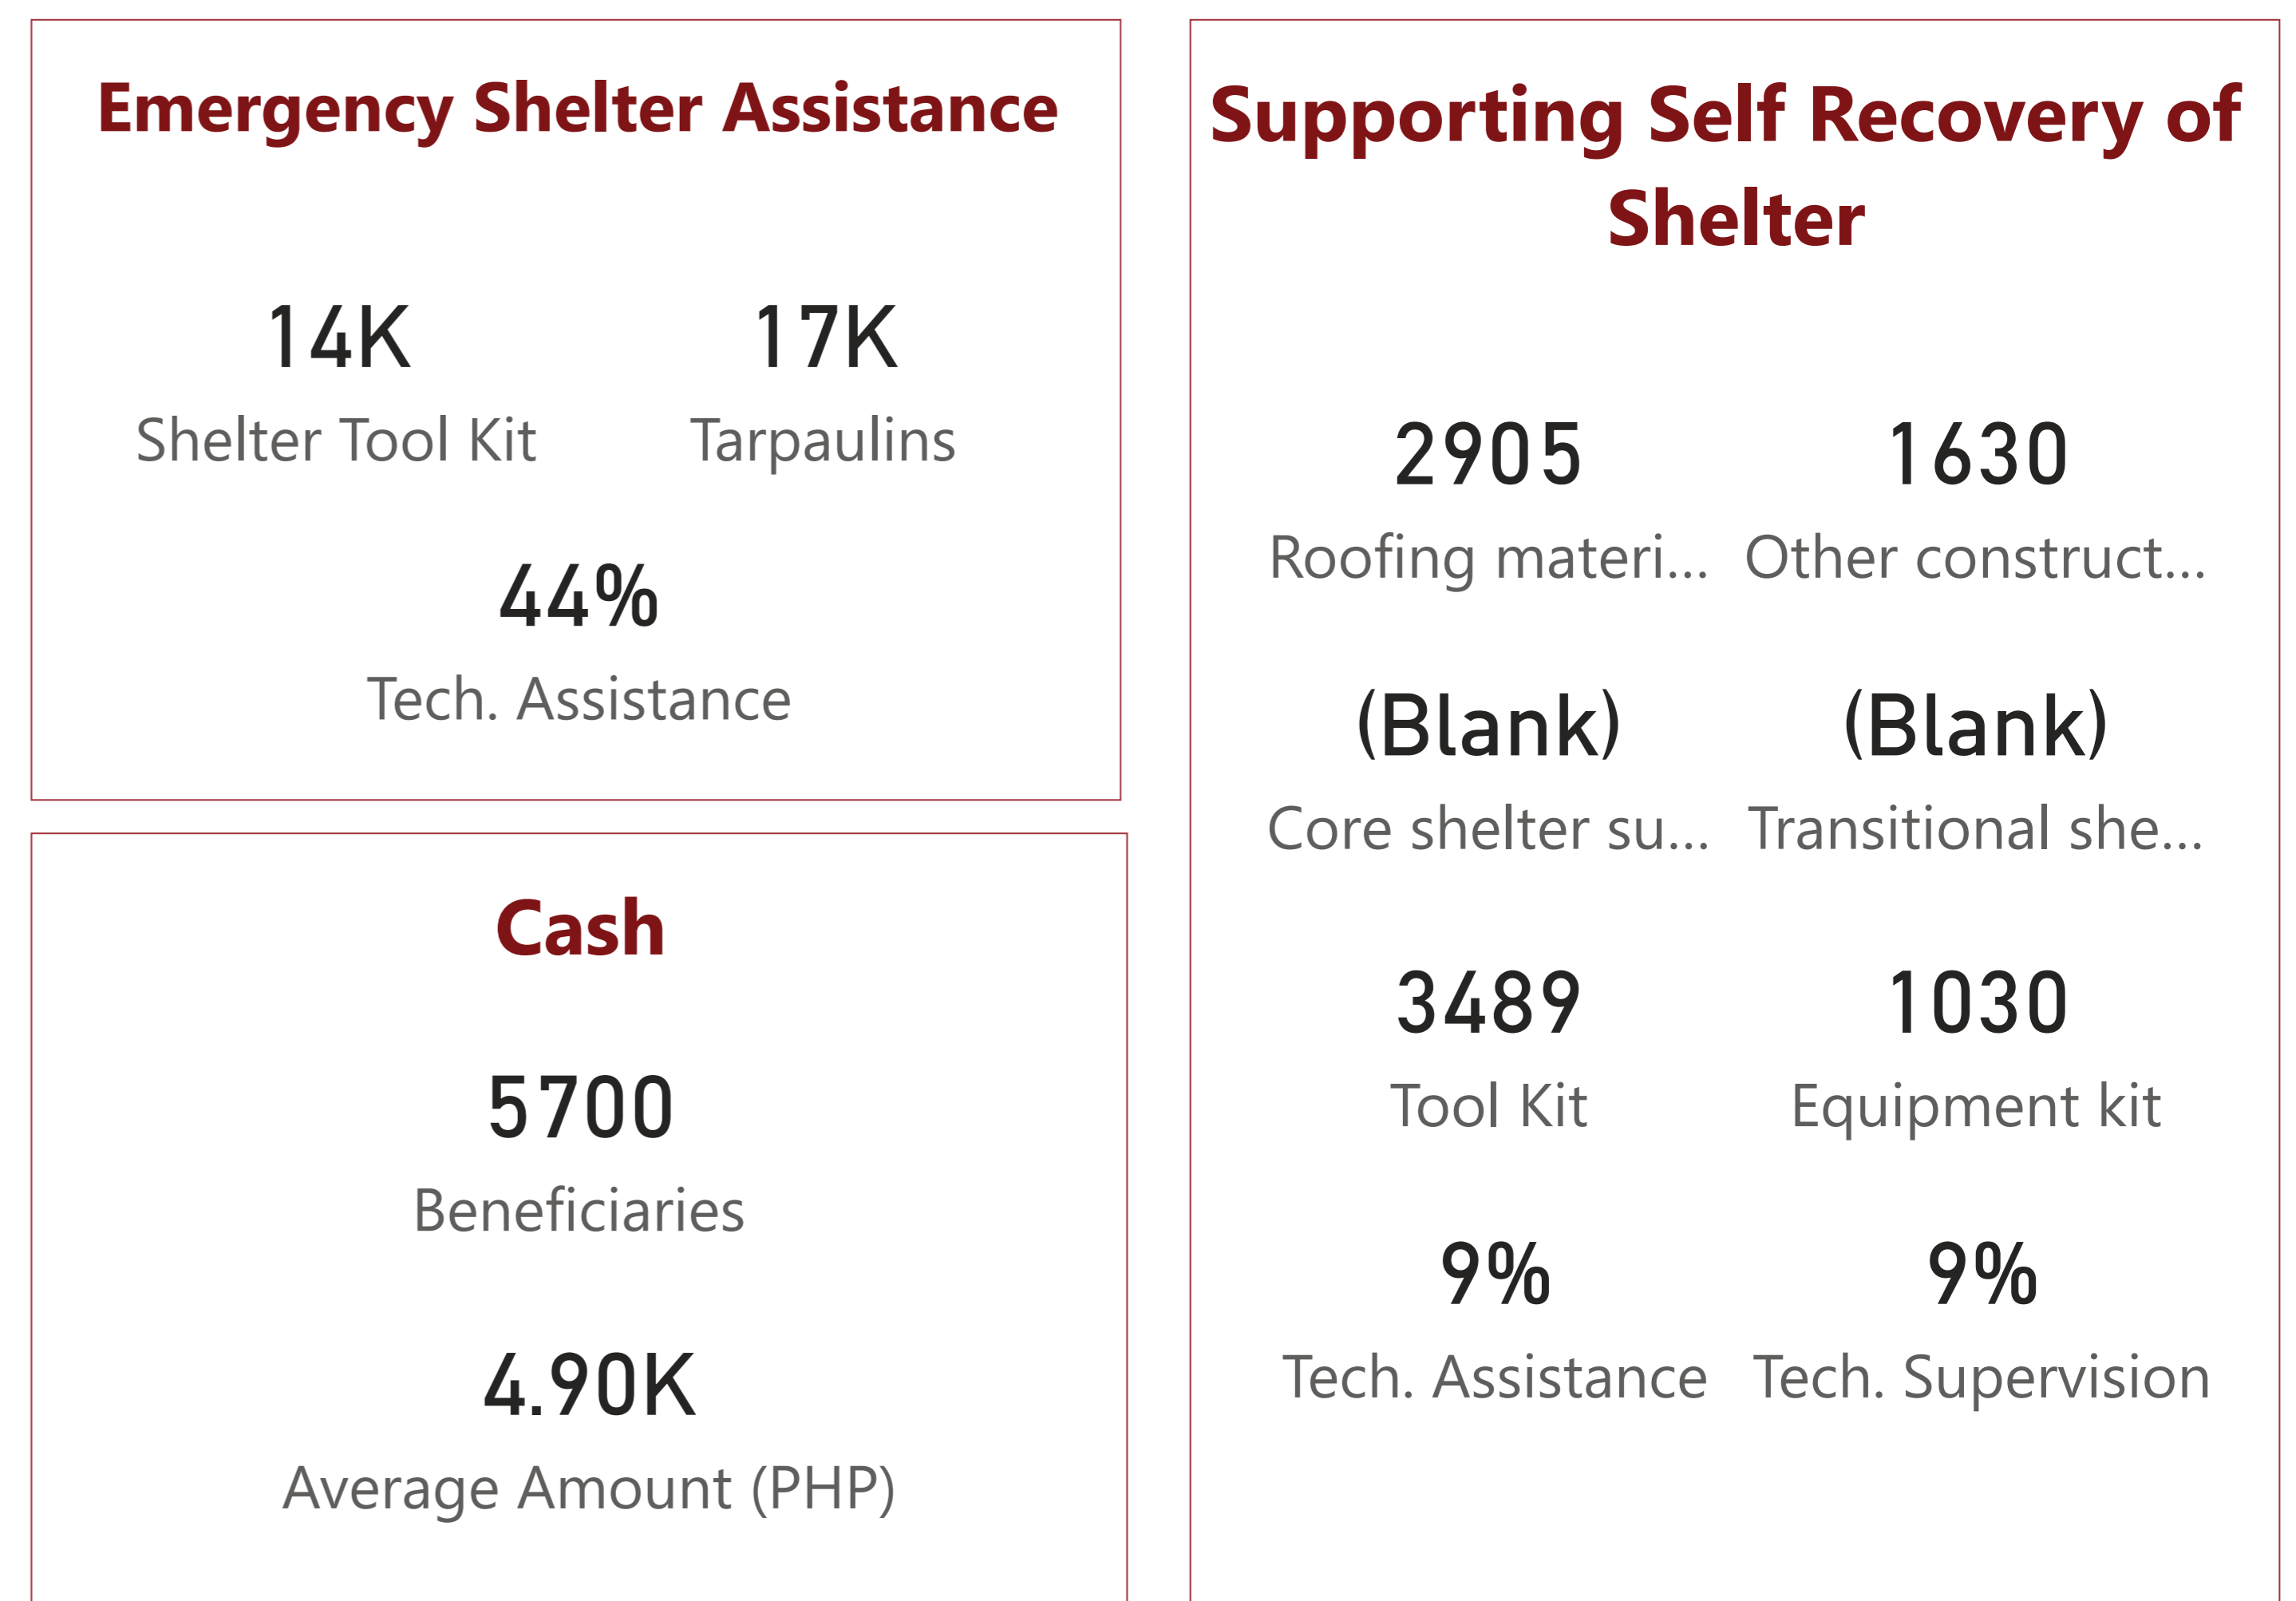 Emergency Shelter Assistance
14K 17K
Shelter Tool Kit Tarpaulins
44%
Tech. Assistance
Cash
5700
Beneficiaries
4.90K
Average Amount (PHP)
Supporting Self Recovery of
Shelter
2905 1630
Roofing materi... Other construct...
(Blank) (Blank)
Core shelter su... Transitional she...
3489 1030
Tool Kit Equipment kit
9% 9%
Tech. Assistance Tech. Supervision